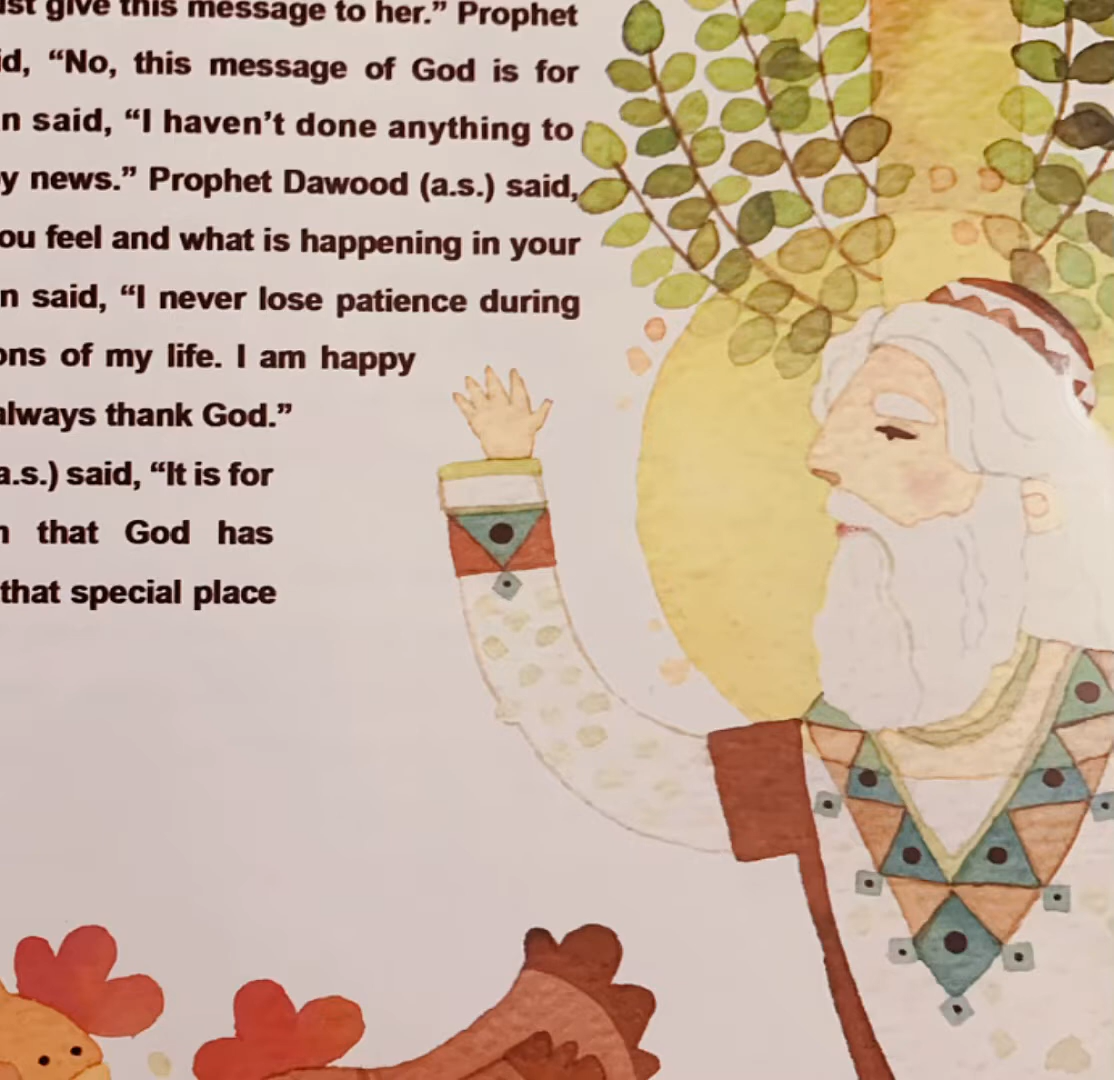 ust give this message to her.” Prophet
id, “No, this message of God is for
n said, “I haven’t done anything to
y news.” Prophet Dawood (a.s.) said,
ou feel and what is happening in your
n said, “I never lose patience during
ons of my life. I am happy
always thank God.”
a.s.) said, “It is for
n that God has
that special place